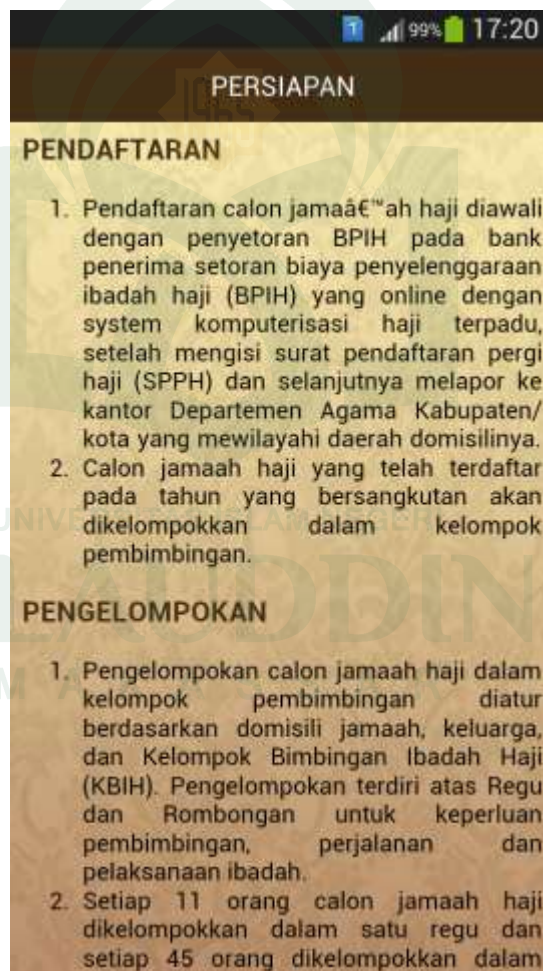 99% 17:20
PERSIAPAN
PENDAFTARAN
1. Pendaftaran calon jamaâ€™ah haji diawali
dengan penyetoran BPIH pada bank
penerima setoran biaya penyelenggaraan
ibadah haji (BPIH) yang online dengan
system komputerisasi haji terpadu,
setelah mengisi surat pendaftaran pergi
haji (SPPH) dan selanjutnya melapor ke
kantor Departemen Agama Kabupaten/
kota yang mewilayahi daerah domisilinya.
2. Calon jamaah haji yang telah terdaftar
pada tahun yang bersangkutan akan
dikelompokkan dalam kelompok
pembimbingan.
PENGELOMPOKAN
1. Pengelompokan calon jamaah haji dalam
kelompok pembimbingan diatur
berdasarkan domisili jamaah, keluarga,
dan Kelompok Bimbingan Ibadah Haji
(KBIH). Pengelompokan terdiri atas Regu
dan Rombongan untuk keperluan
pembimbingan, perjalanan dan
pelaksanaan ibadah.
2. Setiap 11 orang calon jamaah haji
dikelompokkan dalam satu regu dan
setiap 45 orang dikelompokkan dalam